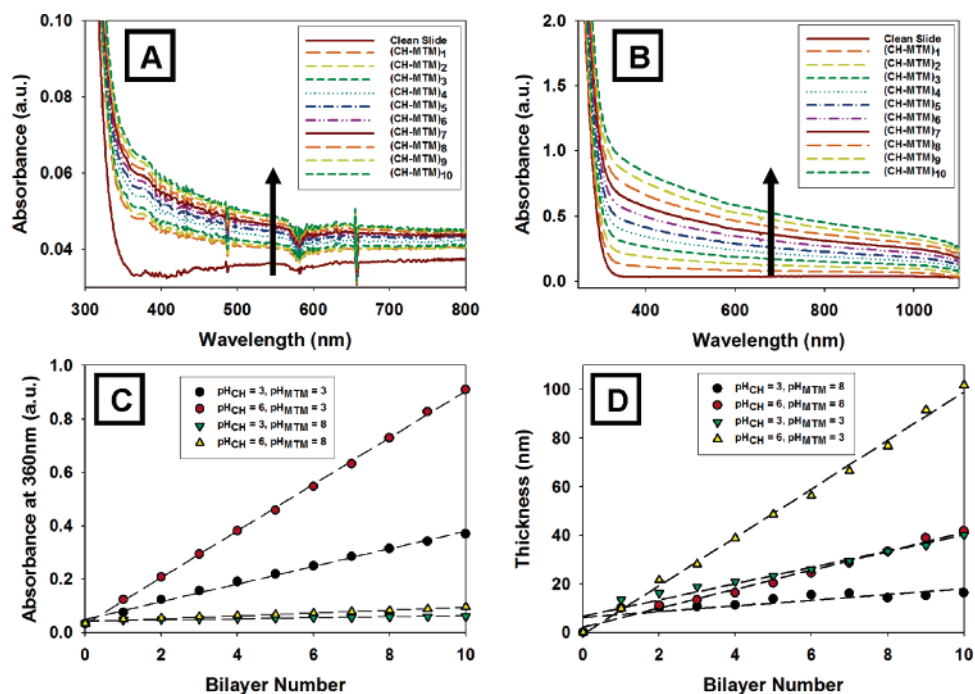 A
Absorbance (a.u.)
0.10
0.08
0.06
0.04
300 400 500 600 700 800
Wavelength (nm)
Clean Slide
(CH-MTM)1
(CH-MTM)2
(CH-MTM)3
(CH-MTM)4
(CH-MTM)5
(CH-MTM)6
(CH-MTM)7
(CH-MTM)8
(CH-MTM)9
(CH-MTM)10
B
Absorbance (a.u.)
2.0
1.5
1.0
0.5
0.0
400 600 800 1000
Wavelength (nm)
Clean Slide
(CH-MTM)1
(CH-MTM)2
(CH-MTM)3
(CH-MTM)4
(CH-MTM)5
(CH-MTM)6
(CH-MTM)7
(CH-MTM)8
(CH-MTM)9
(CH-MTM)10
C
Absorbance at 360nm (a.u.)
1.0
0.8
0.6
0.4
0.2
0.0
0 2 4 6 8 10
Bilayer Number
pHCH = 3, pHMTM = 3
pHCH = 6, pHMTM = 3
pHCH = 3, pHMTM = 8
pHCH = 6, pHMTM = 8
D
Thickness (nm)
100
80
60
40
20
0
0 2 4 6 8 10
Bilayer Number
pHCH = 3, pHMTM = 8
pHCH = 6, pHMTM = 8
pHCH = 3, pHMTM = 3
pHCH = 6, pHMTM = 3